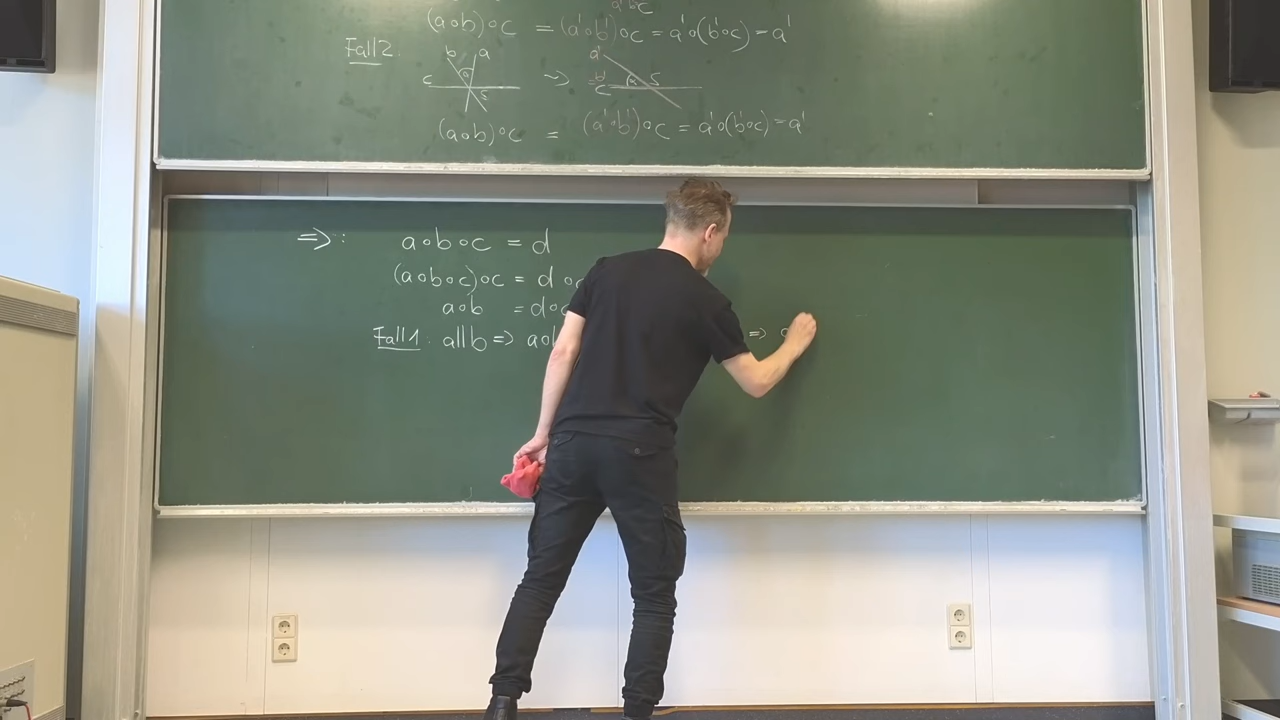 a' b' c
(a∘b)∘c = (a'∘b')∘c = a'∘(b'∘c) = a'
Fall 2:
b a
a'
c
~>
b'
c
S
S
(a∘b)∘c = (a'∘b')∘c = a'∘(b'∘c) = a'
=>: a∘b∘c = d
(a∘b∘c)∘c = d∘c
a∘b = d∘c
Fall 1: a||b => a∘b =>